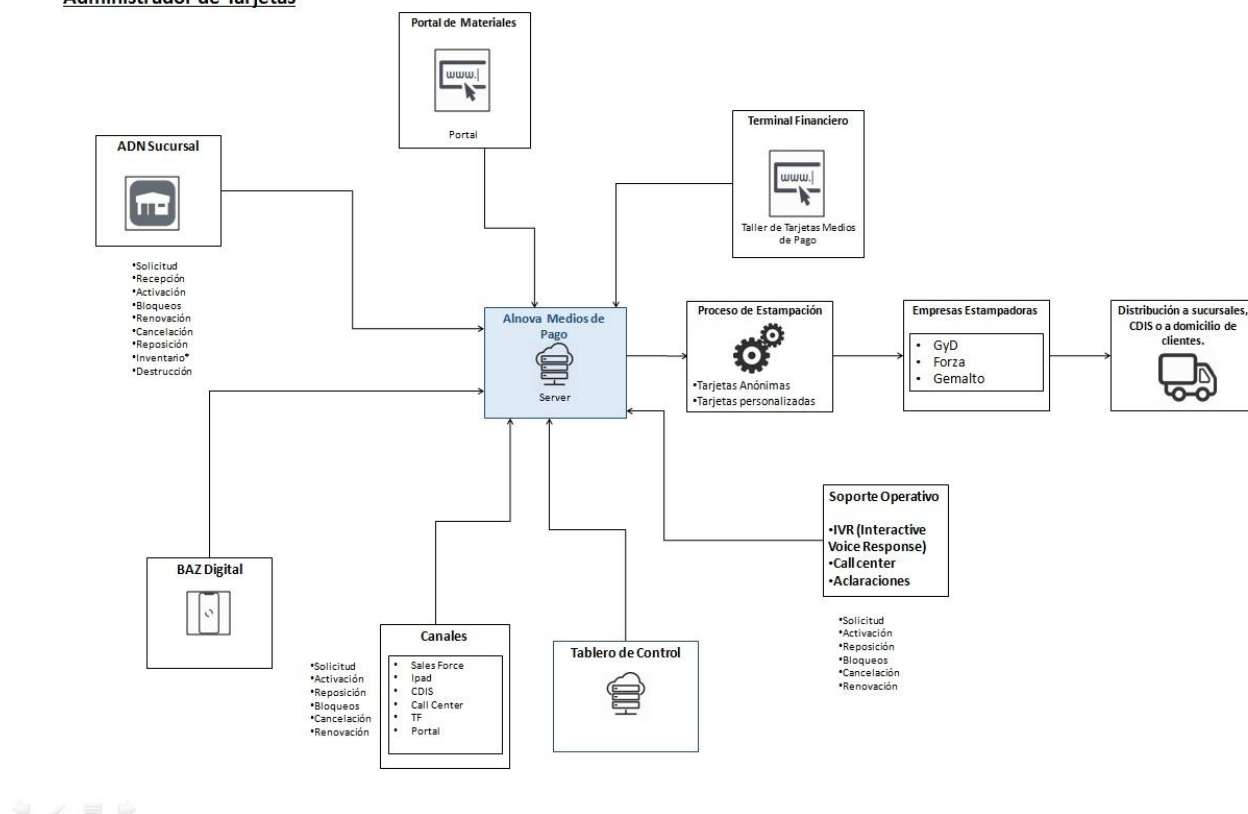 Administrador de Tarjetas
Portal de Materiales
www.
Portal
Terminal Financiero
www.
Taller de Tarjetas Medios
de Pago
ADN Sucursal
•Solicitud
•Recepción
•Activación
•Bloqueos
•Renovación
•Cancelación
•Reposición
•Inventario*
•Destrucción
Alnova Medios de
Pago
Server
Proceso de Estampación
•Tarjetas Anónimas
•Tarjetas personalizadas
Empresas Estampadoras
• GyD
• Forza
• Gemalto
Distribución a sucursales,
CDIS o a domicilio de
clientes.
Soporte Operativo
•IVR (Interactive
Voice Response)
•Call center
•Aclaraciones
•Solicitud
•Activación
•Reposición
•Bloqueos
•Cancelación
•Renovación
BAZ Digital
•Solicitud
•Activación
•Reposición
•Bloqueos
•Cancelación
•Renovación
Canales
• Sales Force
• Ipad
• CDIS
• Call Center
• TF
• Portal
Tablero de Control